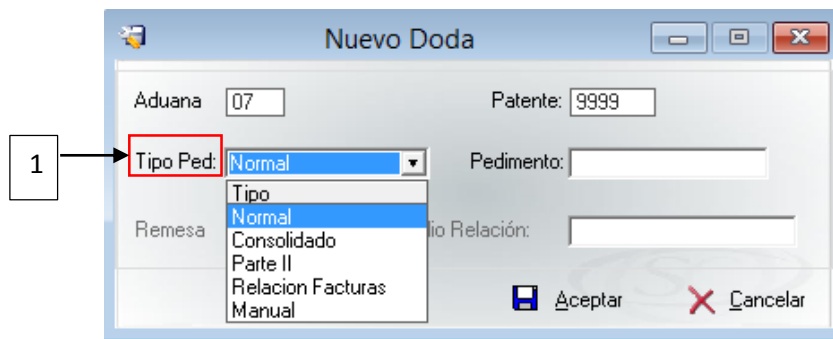 Nuevo Doda
Aduana 07 Patente: 9999
1 Tipo Ped: Normal Pedimento:
Tipo
Normal
Remesa Relación:
Consolidado
Parte II
Relacion Facturas
Manual
Aceptar Cancelar